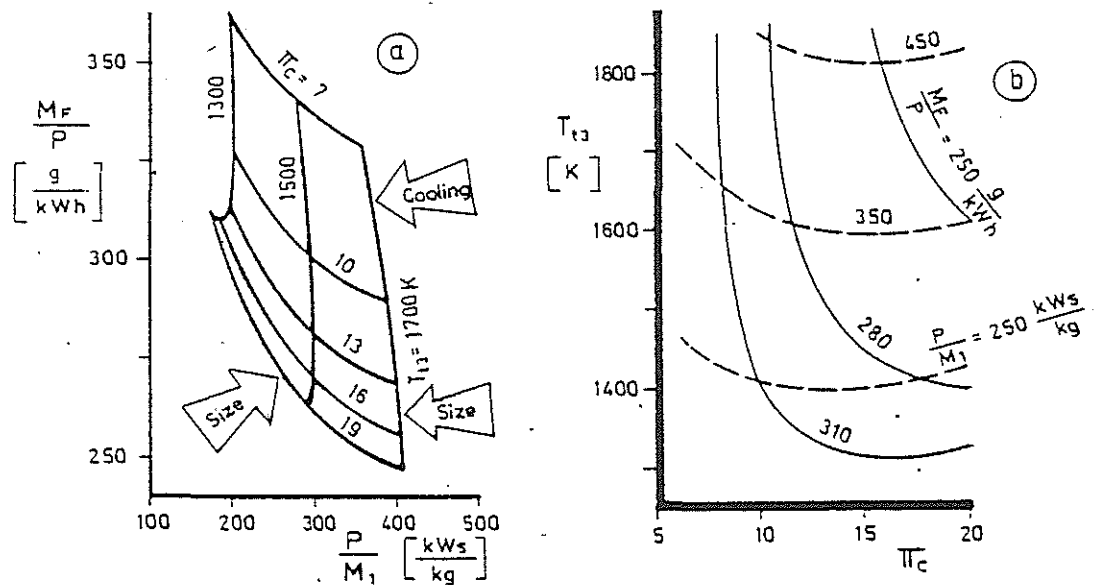 a
M_F
P
[ g
kWh ]
350
300
250
1300
Π_C = 7
1500
Cooling
10
T_t3 = 1700K
13
16
19
Size
Size
100 200 300 400 500
P
M_1
[ kWs
kg ]
b
T_t3
[ K ]
1800
1600
1400
450
M_F
P
= 250 g
kWh
350
280
P
M_1
= 250 kWs
kg
310
5 10 15 20
Π_C